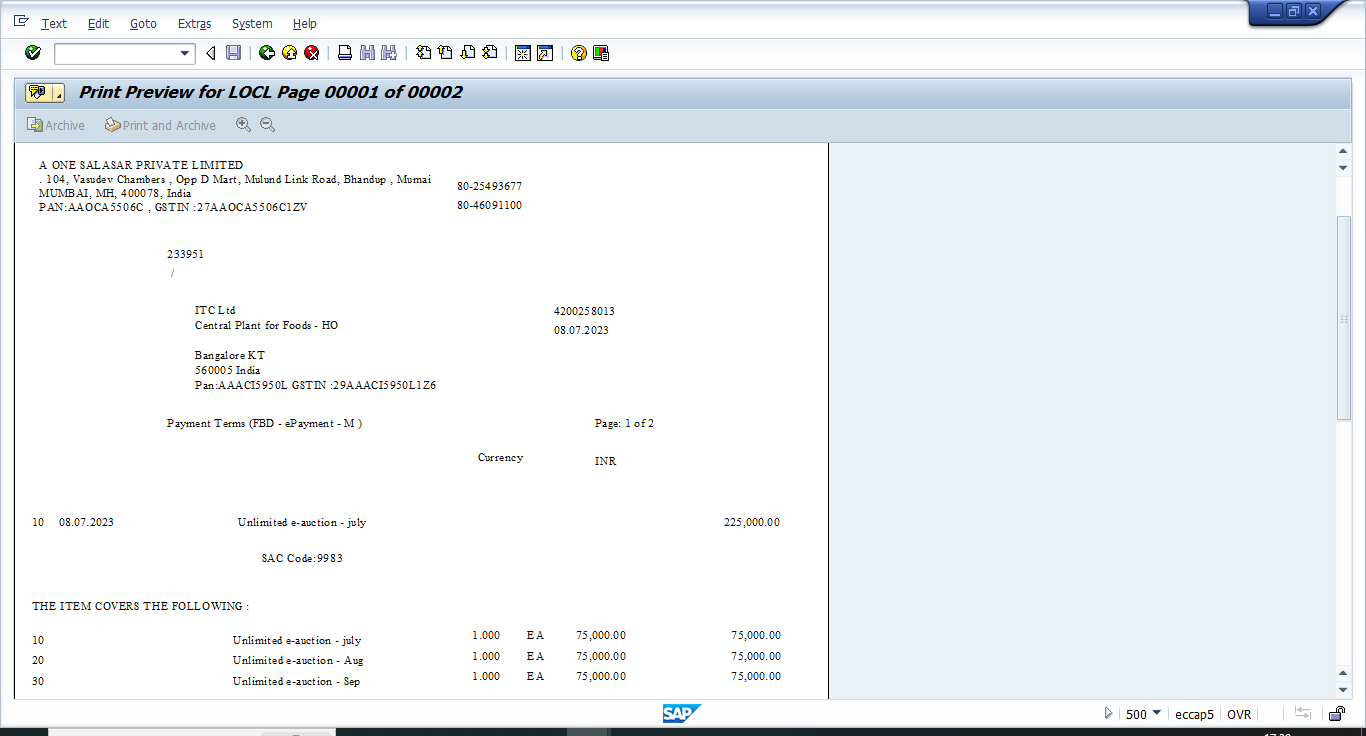 Text Edit Goto Extras System Help
Print Preview for LOCL Page 00001 of 00002
Archive Print and Archive
A ONE SALASAR PRIVATE LIMITED
. 104, Vasudev Chambers , Opp D Mart, Mulund Link Road, Bhandup , Mumai
80-25493677
MUMBAI, MH, 400078, India
PAN:AAOCA5506C , GSTIN :27AAOCA5506C1ZV
80-46091100
233951
/
ITC Ltd
4200258013
Central Plant for Foods - HO
08.07.2023
Bangalore KT
560005 India
Pan:AAACI5950L GSTIN :29AAACI5950L1Z6
Payment Terms (FBD - ePayment - M ) Page: 1 of 2
Currency INR
10 08.07.2023 Unlimited e-auction - july 225,000.00
SAC Code:9983
THE ITEM COVERS THE FOLLOWING :
10 Unlimited e-auction - july 1.000 EA 75,000.00 75,000.00
20 Unlimited e-auction - Aug 1.000 EA 75,000.00 75,000.00
30 Unlimited e-auction - Sep 1.000 EA 75,000.00 75,000.00
SAP 500 eccap5 OVR